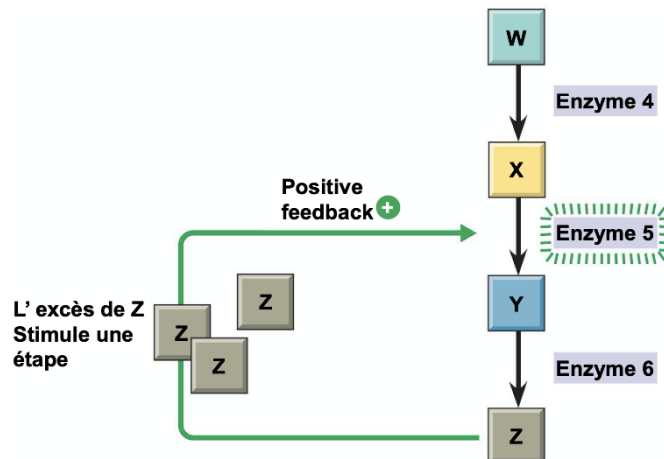 W
Enzyme 4
X
Positive
feedback +
Enzyme 5
L’ excès de Z
Stimule une
étape
Z
Z
Z
Y
Enzyme 6
Z